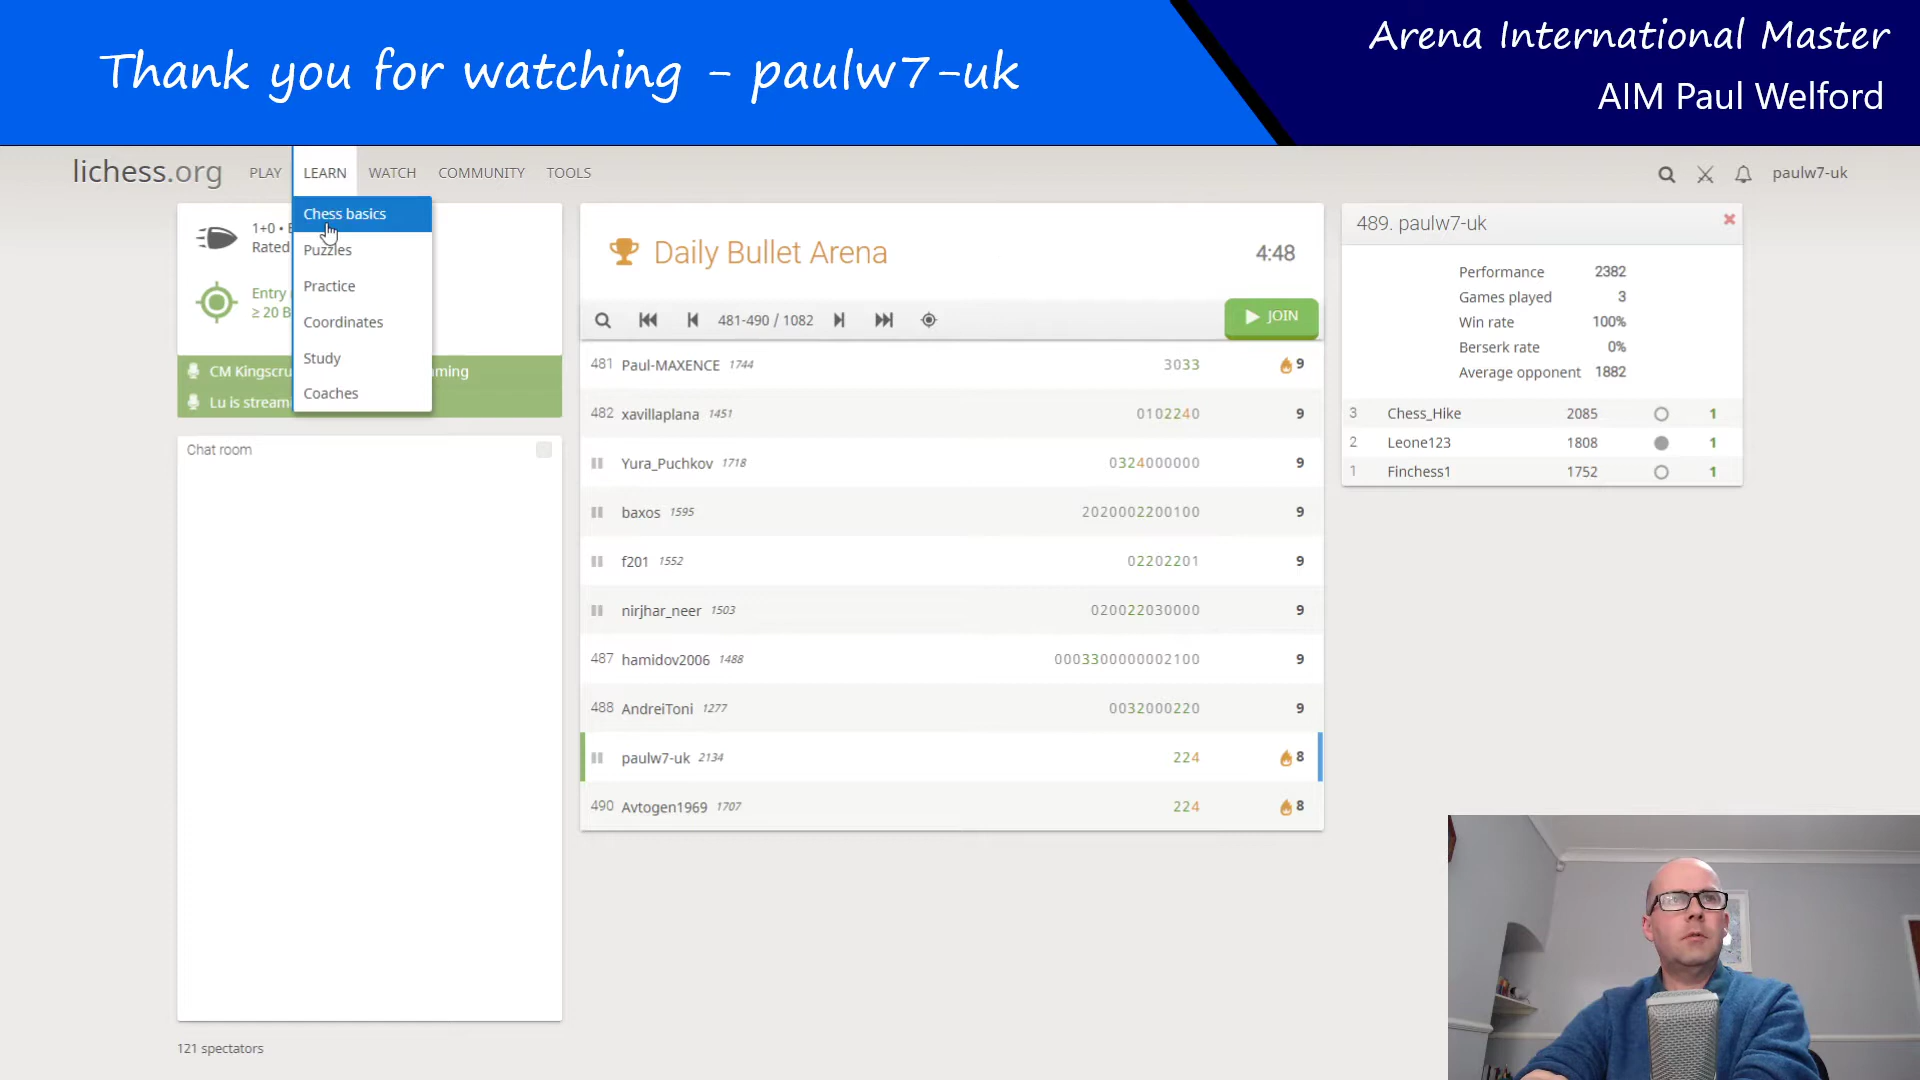 Thank you for watching - paulw7-uk
Arena International Master
AIM Paul Welford
lichess.org PLAY LEARN WATCH COMMUNITY TOOLS paulw7-uk
Chess basics
Puzzles
Practice
Coordinates
Study
Coaches
1+0 •
Rated
Entry
≥ 20 B
CM Kingscru ming
Lu is stream
Chat room
121 spectators
Daily Bullet Arena 4:48
481-490 / 1082 JOIN
481 Paul-MAXENCE 1744 3033 9
482 xavillaplana 1451 0102240 9
Yura_Puchkov 1718 0324000000 9
baxos 1595 2020002200100 9
f201 1552 02202201 9
nirjhar_neer 1503 020022030000 9
487 hamidov2006 1488 0003300000002100 9
488 AndreiToni 1277 0032000220 9
paulw7-uk 2134 224 8
490 Avtogen1969 1707 224 8
489. paulw7-uk
Performance 2382
Games played 3
Win rate 100%
Berserk rate 0%
Average opponent 1882
3 Chess_Hike 2085 1
2 Leone123 1808 1
1 Finchess1 1752 1